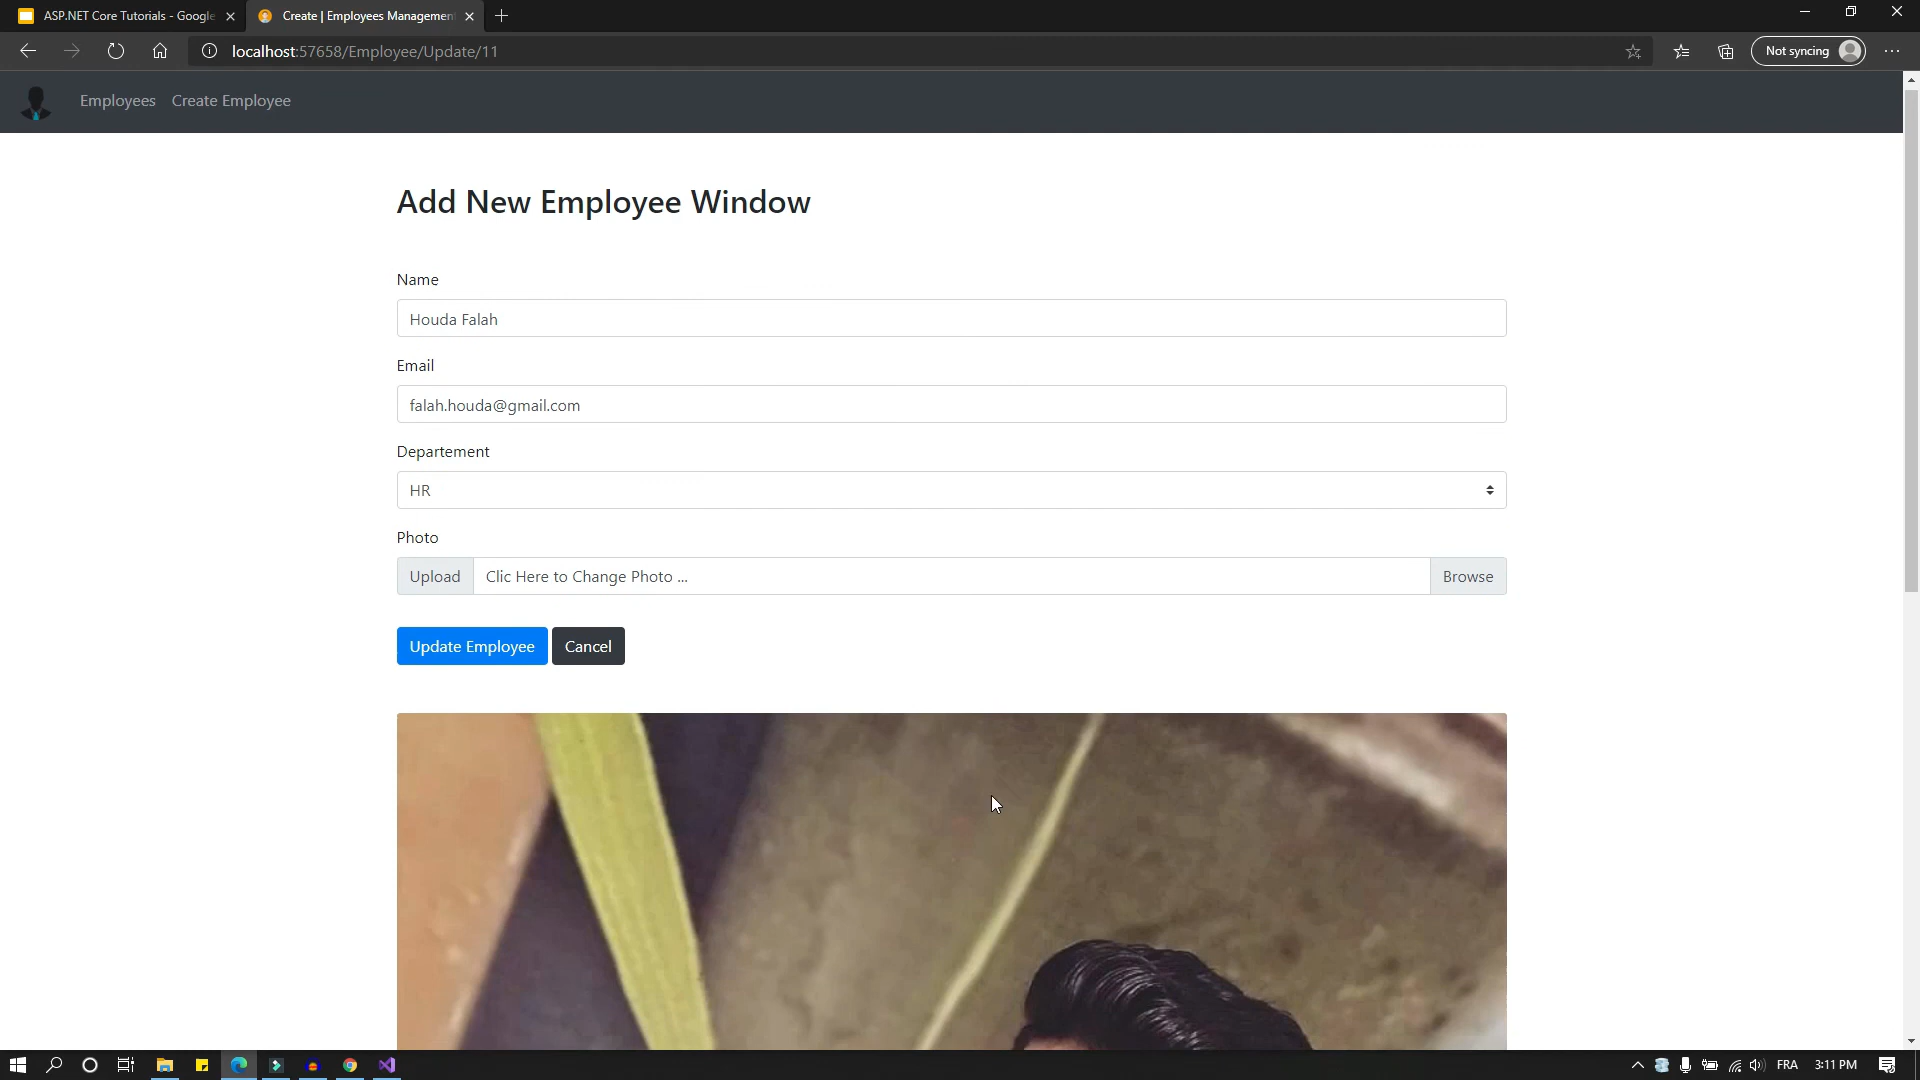 ASP.NET Core Tutorials - Google
Create | Employees Management
localhost:57658/Employee/Update/11
Not syncing
Employees
Create Employee
Add New Employee Window
Name
Houda Falah
Email
falah.houda@gmail.com
Departement
HR
Photo
Upload
Clic Here to Change Photo ...
Browse
Update Employee
Cancel
FRA
3:11 PM